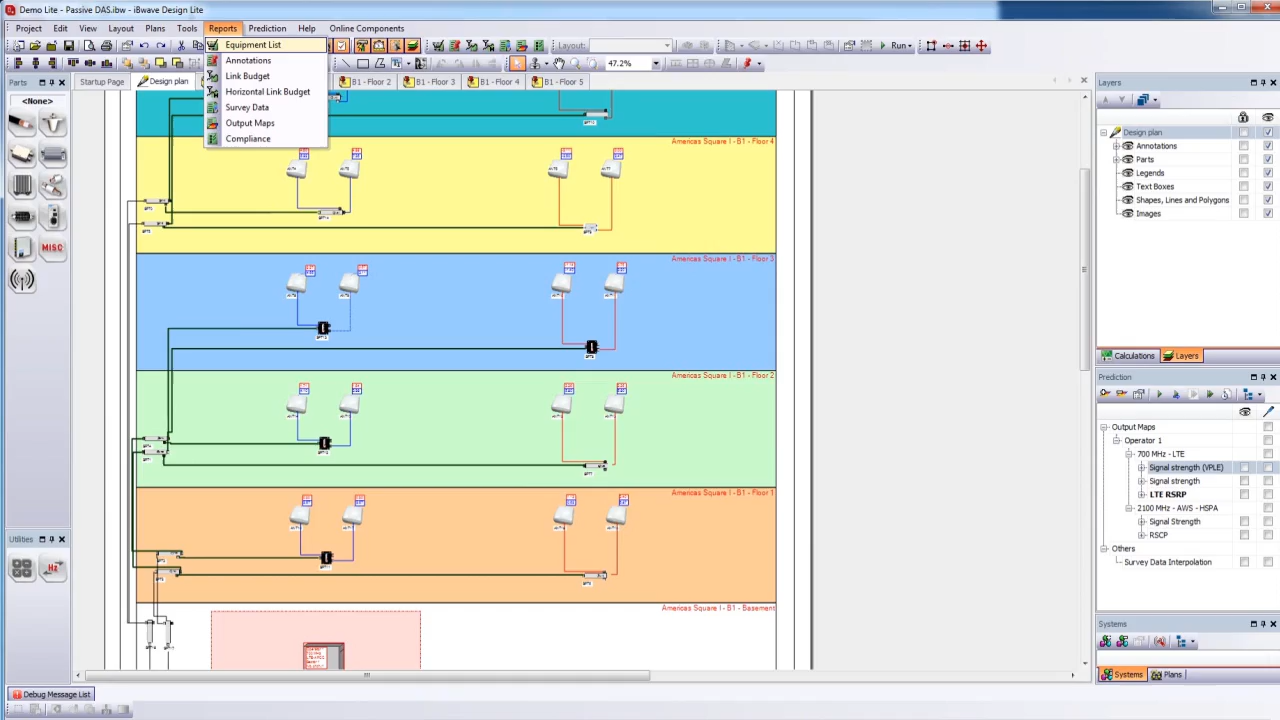 Demo Lite - Passive DAS.ibw - iBwave Design Lite
Project Edit View Layout Plans Tools Reports Prediction Help Online Components
Equipment List
Annotations
Link Budget
Horizontal Link Budget
Survey Data
Output Maps
Compliance
Layout:
Run
47.2%
Parts
<None>
MISC
Utilities
Hz
Startup Page
Design plan
B1 - Floor 2
B1 - Floor 3
B1 - Floor 4
B1 - Floor 5
Americas Square I - B1 - Floor 4
Americas Square I - B1 - Floor 3
Americas Square I - B1 - Floor 2
Americas Square I - B1 - Floor 1
Americas Square I - B1 - Basement
Layers
Design plan
Annotations
Parts
Legends
Text Boxes
Shapes, Lines and Polygons
Images
Calculations Layers
Prediction
Output Maps
Operator 1
700 MHz - LTE
Signal strength (VPLE)
Signal strength
LTE RSRP
2100 MHz - AWS - HSPA
Signal Strength
RSCP
Others
Survey Data Interpolation
Systems
Systems Plans
Debug Message List